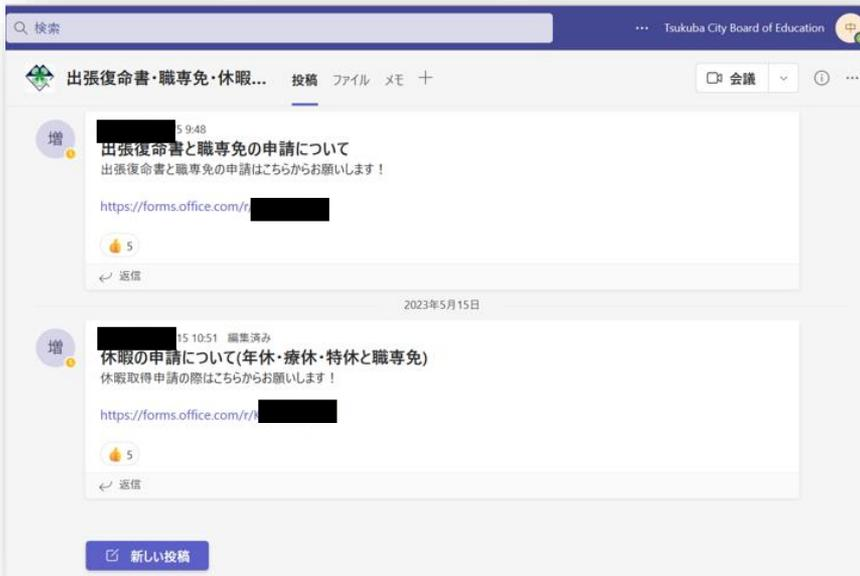 検索
... Tsukuba City Board of Education 中
出張復命書・職専免・休暇... 投稿 ファイル メモ + 会議 ...
増
5 9:48
出張復命書と職専免の申請について
出張復命書と職専免の申請はこちらからお願いします！
https://forms.office.com/r/
👍 5
返信
2023年5月15日
増
15 10:51 編集済み
休暇の申請について(年休・療休・特休と職専免)
休暇取得申請の際はこちらからお願いします！
https://forms.office.com/r/K
👍 5
返信
新しい投稿